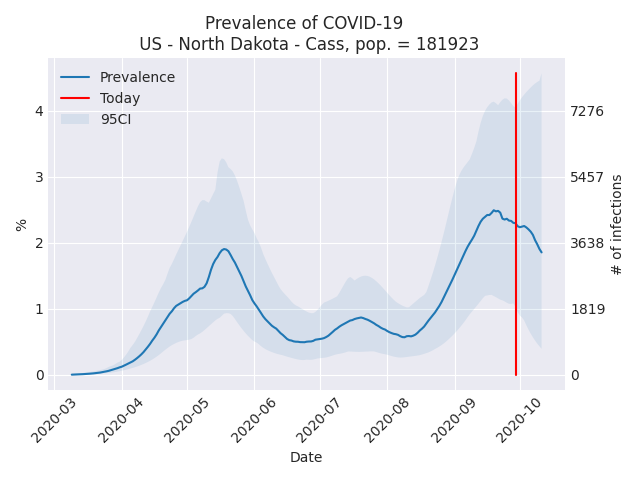 Prevalence of COVID-19
US - North Dakota - Cass, pop. = 181923
Prevalence
Today
95CI
%
4
3
2
1
0
7276
5457
3638
1819
0
# of infections
2020-03
2020-04
2020-05
2020-06
2020-07
2020-08
2020-09
2020-10
Date